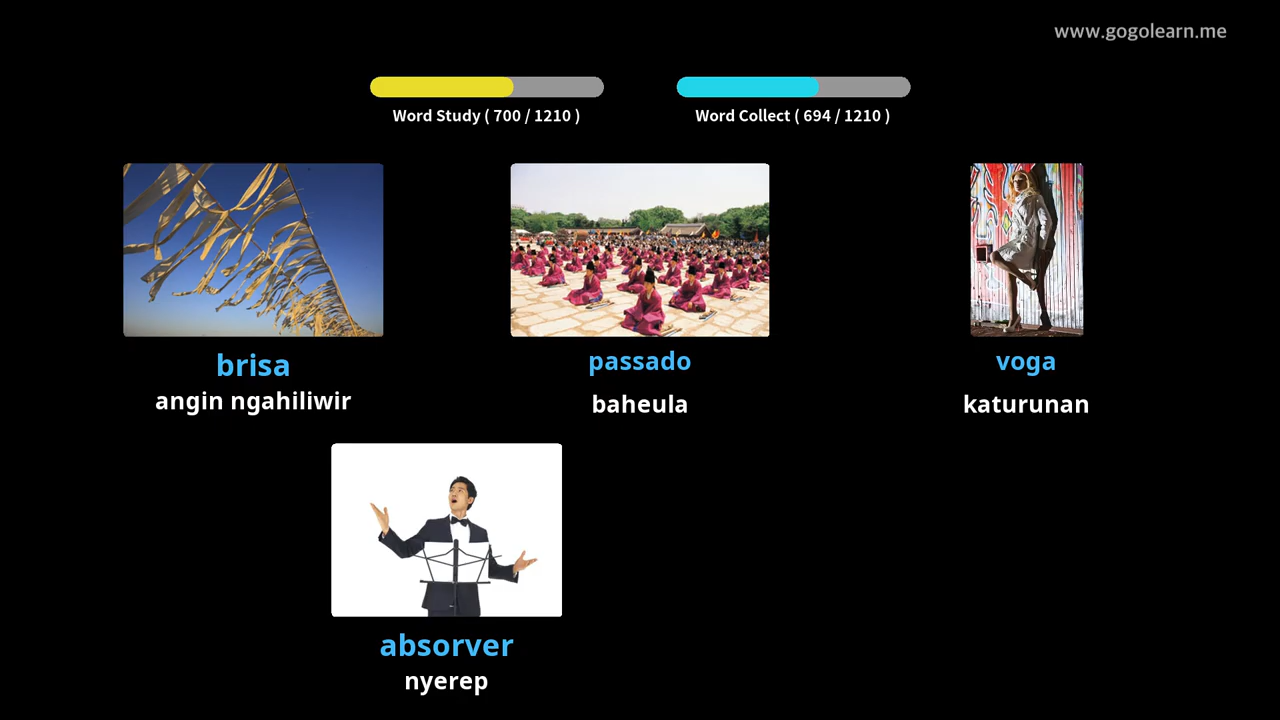 www.gogolearn.me
Word Study ( 700 / 1210 )
Word Collect ( 694 / 1210 )
brisa
angin ngahiliwir
passado
baheula
voga
katurunan
absorver
nyerep